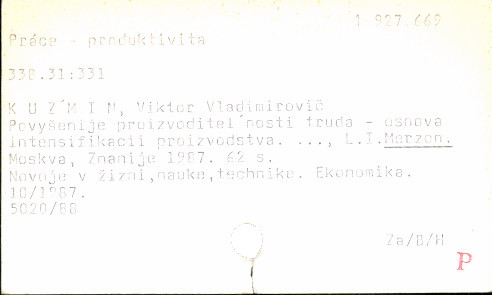 1 927.669
Práce - produktivita
338.31:331
K U Z´M I N, Viktor Vladimirovič
Povyšenije proizvoditel´nosti truda - osnova
intensifikacii proizvodstva. ..., L.I.Merzon.
Moskva, Znanije 1987. 62 s.
Novoje v žizni,nauke,technike. Ekonomika.
10/1987.
5020/88
Za/B/H
P